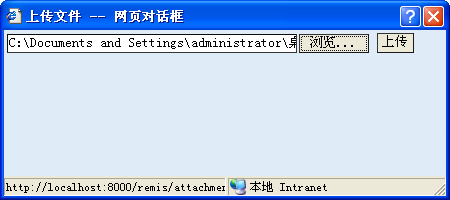 上传文件 -- 网页对话框
C:\Documents and Settings\administrator\桌 浏览... 上传
http://localhost:8000/remis/attachmen 本地 Intranet